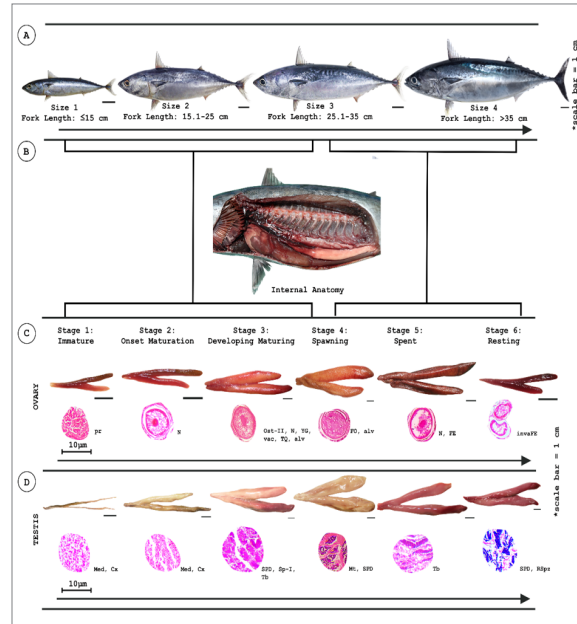 A
Size 1
Fork Length: ≤15 cm
Size 2
Fork Length: 15.1-25 cm
Size 3
Fork Length: 25.1-35 cm
Size 4
Fork Length: >35 cm
*scale bar = 1 cm
B
Internal Anatomy
C
Stage 1:
Immature
Stage 2:
Onset Maturation
Stage 3:
Developing Maturing
Stage 4:
Spawning
Stage 5:
Spent
Stage 6:
Resting
OVARY
pr
N
Ost-II, N, YG,
vac, TQ, alv
FO, alv
N, FE
invaFE
10µm
*scale bar = 1 cm
D
TESTIS
Med, Cx
Med, Cx
SPD, Sp-I,
Tb
Mt, SPD
Tb
SPD, RSpz
10µm